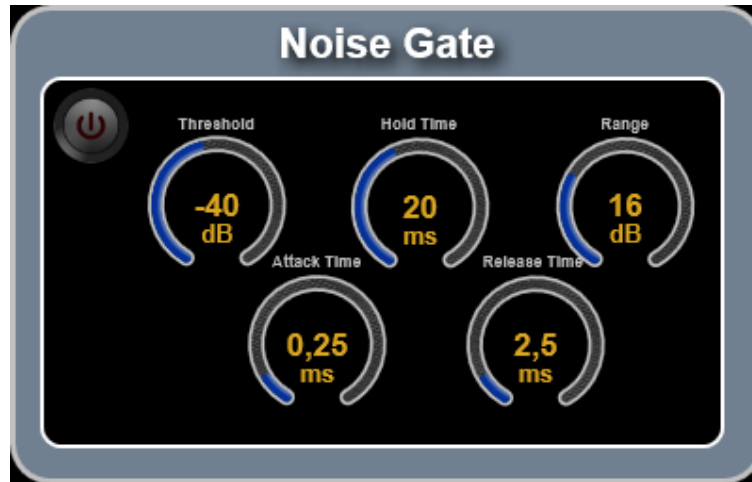 Noise Gate
Threshold
Hold Time
Range
-40
dB
20
ms
16
dB
Attack Time
Release Time
0,25
ms
2,5
ms